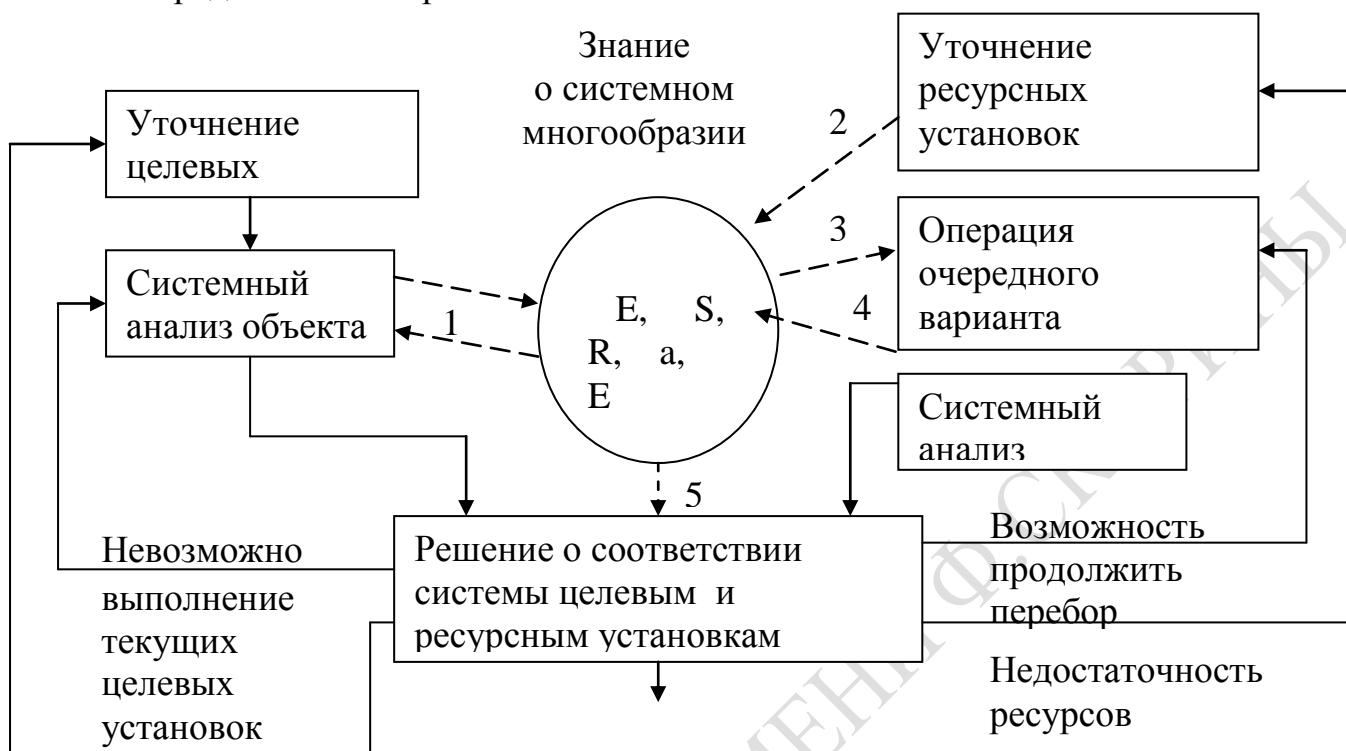 Знание
о системном
многообразии
Уточнение
ресурсных
установок
Уточнение
целевых
2
3
Операция
очередного
варианта
Системный
анализ объекта
1
E, S,
R, a,
E
4
Системный
анализ
5
Невозможно
выполнение
текущих
целевых
установок
Решение о соответствии
системы целевым и
ресурсным установкам
Возможность
продолжить
перебор
Недостаточность
ресурсов